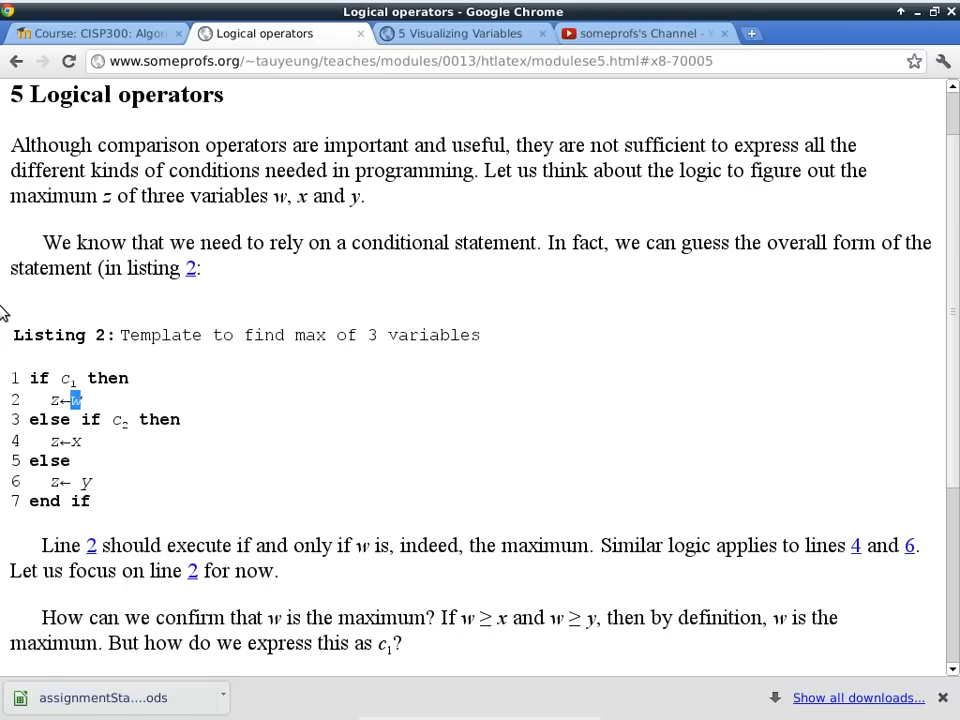 Logical operators - Google Chrome
Course: CISP300: Algor
Logical operators
5 Visualizing Variables
someprofs's Channel - Y
www.someprofs.org/~tauyeung/teaches/modules/0013/htlatex/modulese5.html#x8-70005
5 Logical operators
Although comparison operators are important and useful, they are not sufficient to express all the
different kinds of conditions needed in programming. Let us think about the logic to figure out the
maximum z of three variables w, x and y.
We know that we need to rely on a conditional statement. In fact, we can guess the overall form of the
statement (in listing 2:
Listing 2: Template to find max of 3 variables
1 if c₁ then
2 z←w
3 else if c₂ then
4 z←x
5 else
6 z← y
7 end if
Line 2 should execute if and only if w is, indeed, the maximum. Similar logic applies to lines 4 and 6.
Let us focus on line 2 for now.
How can we confirm that w is the maximum? If w ≥ x and w ≥ y, then by definition, w is the
maximum. But how do we express this as c₁?
assignmentSta....ods
Show all downloads...